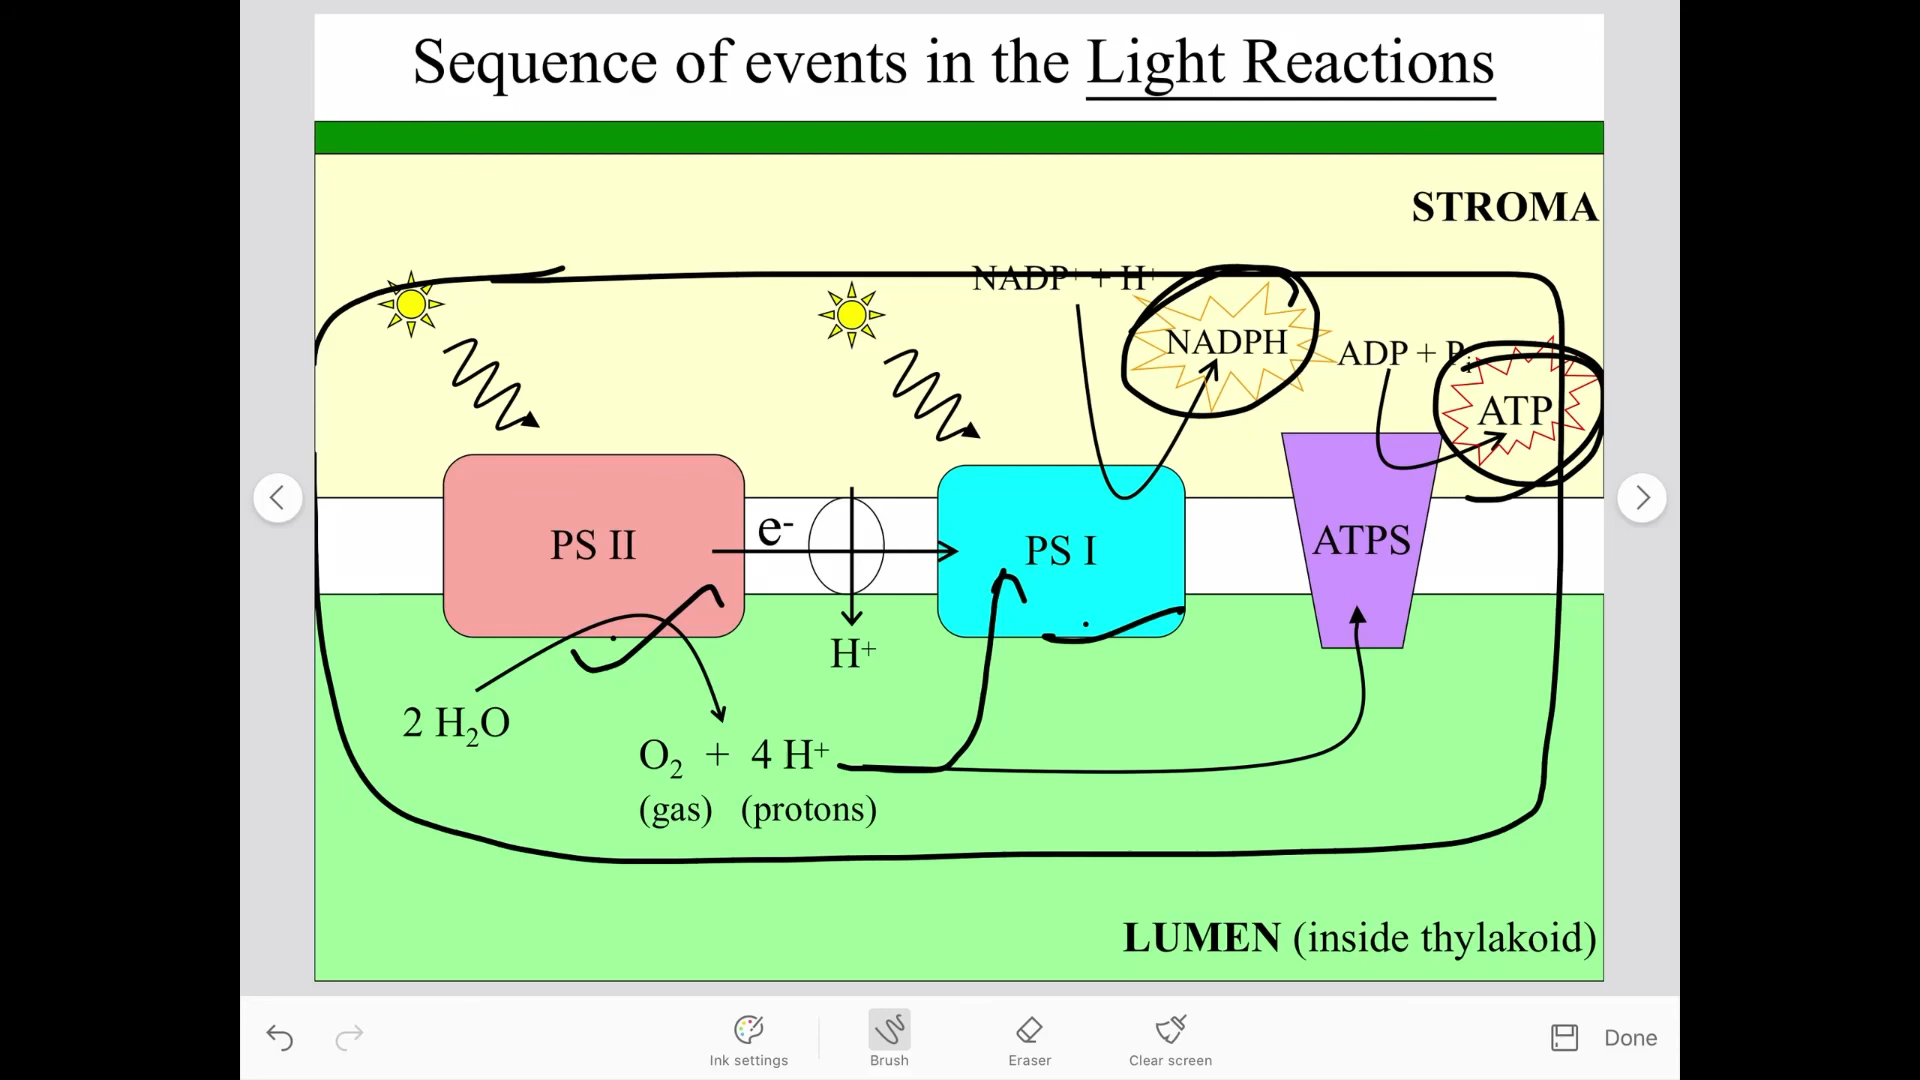 Sequence of events in the Light Reactions
STROMA
NADP⁺ + H⁺
NADPH
ADP + Pᵢ
ATP
PS II
e⁻
PS I
ATPS
H⁺
2 H₂O
O₂ + 4 H⁺
(gas) (protons)
LUMEN (inside thylakoid)
Ink settings
Brush
Eraser
Clear screen
Done